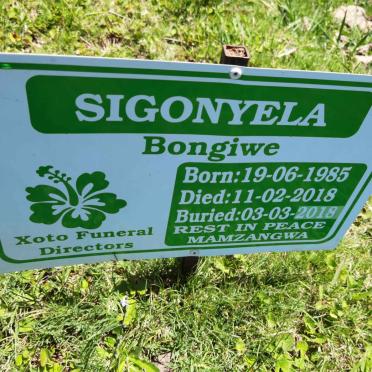 SIGONYELA
Bongiwe
Born:19-06-1985
Died:11-02-2018
Buried:03-03-2018
REST IN PEACE
MAMZANGWA
Xoto Funeral
Directors